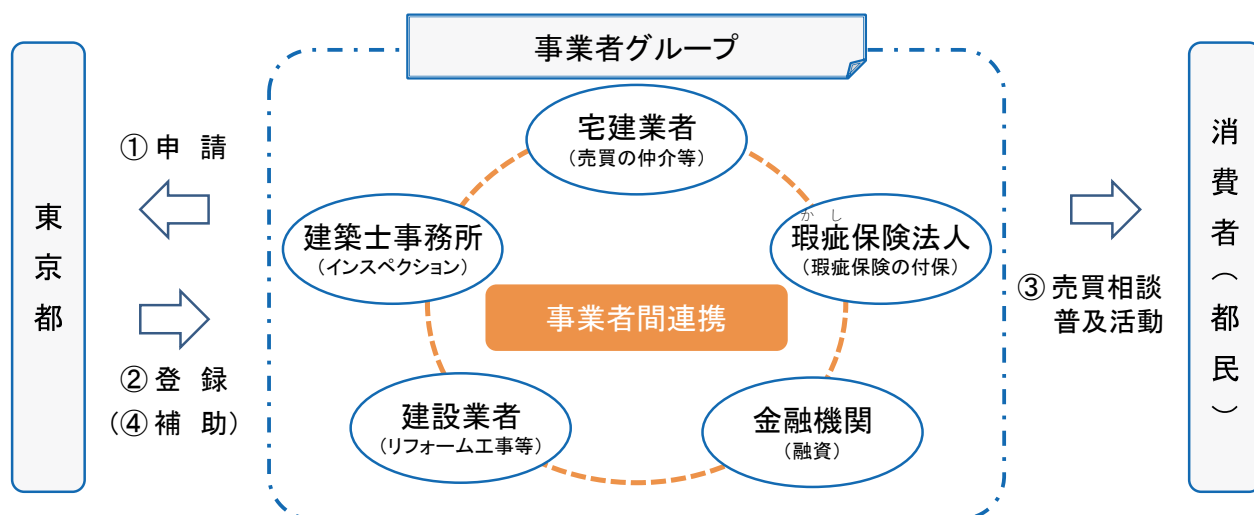 事業者グループ
東京都
① 申 請
② 登 録
(④ 補 助)
宅建業者
(売買の仲介等)
建築士事務所
(インスペクション)
かし
瑕疵保険法人
(瑕疵保険の付保)
事業者間連携
建設業者
(リフォーム工事等)
金融機関
(融資)
③ 売買相談
普及活動
消費者(都民)